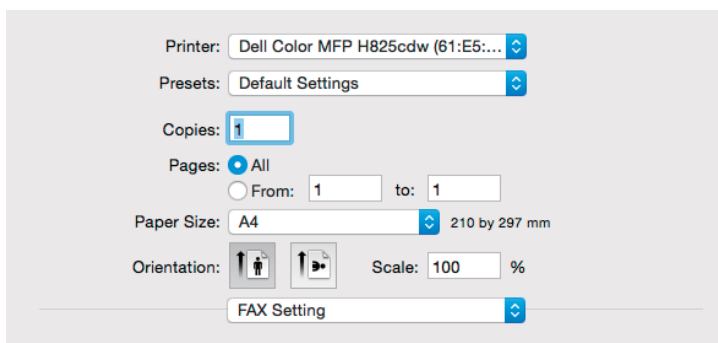 Printer: Dell Color MFP H825cdw (61:E5:...
Presets: Default Settings
Copies: 1
Pages: All
From: 1 to: 1
Paper Size: A4 210 by 297 mm
Orientation: Scale: 100 %
FAX Setting